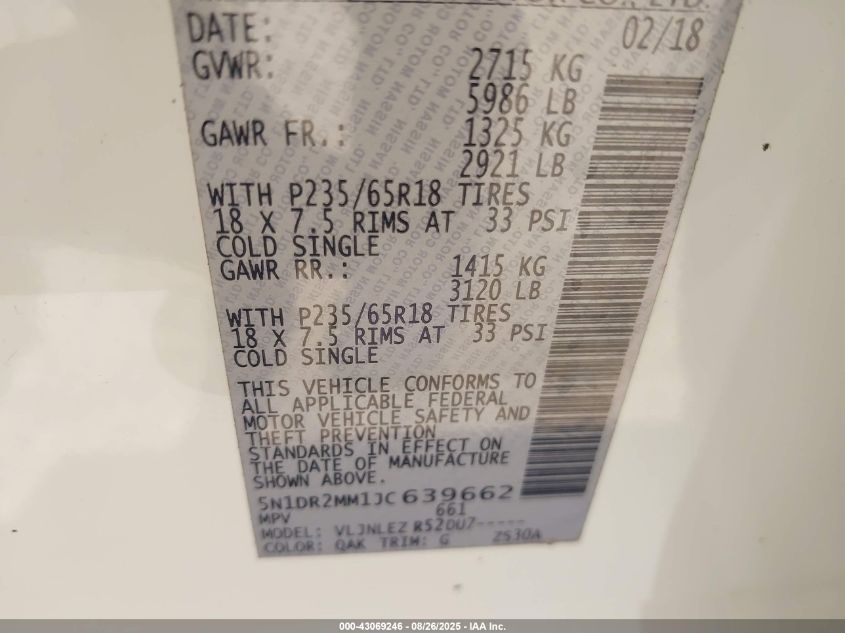 CO., LTD.
DATE: 02/18
GVWR: 2715 KG
5986 LB
GAWR FR.: 1325 KG
2921 LB
WITH P235/65R18 TIRES
18 X 7.5 RIMS AT 33 PSI
COLD SINGLE
GAWR RR.: 1415 KG
3120 LB
WITH P235/65R18 TIRES
18 X 7.5 RIMS AT 33 PSI
COLD SINGLE
THIS VEHICLE CONFORMS TO
ALL APPLICABLE FEDERAL
MOTOR VEHICLE SAFETY AND
THEFT PREVENTION
STANDARDS IN EFFECT ON
THE DATE OF MANUFACTURE
SHOWN ABOVE.
5N1DR2MM1JC639662
MPV 661
MODEL: VLJNLEZ R52DU7-----
COLOR: QAK TRIM: G ZS30A
000-43069246 - 08/26/2025 - IAA Inc.